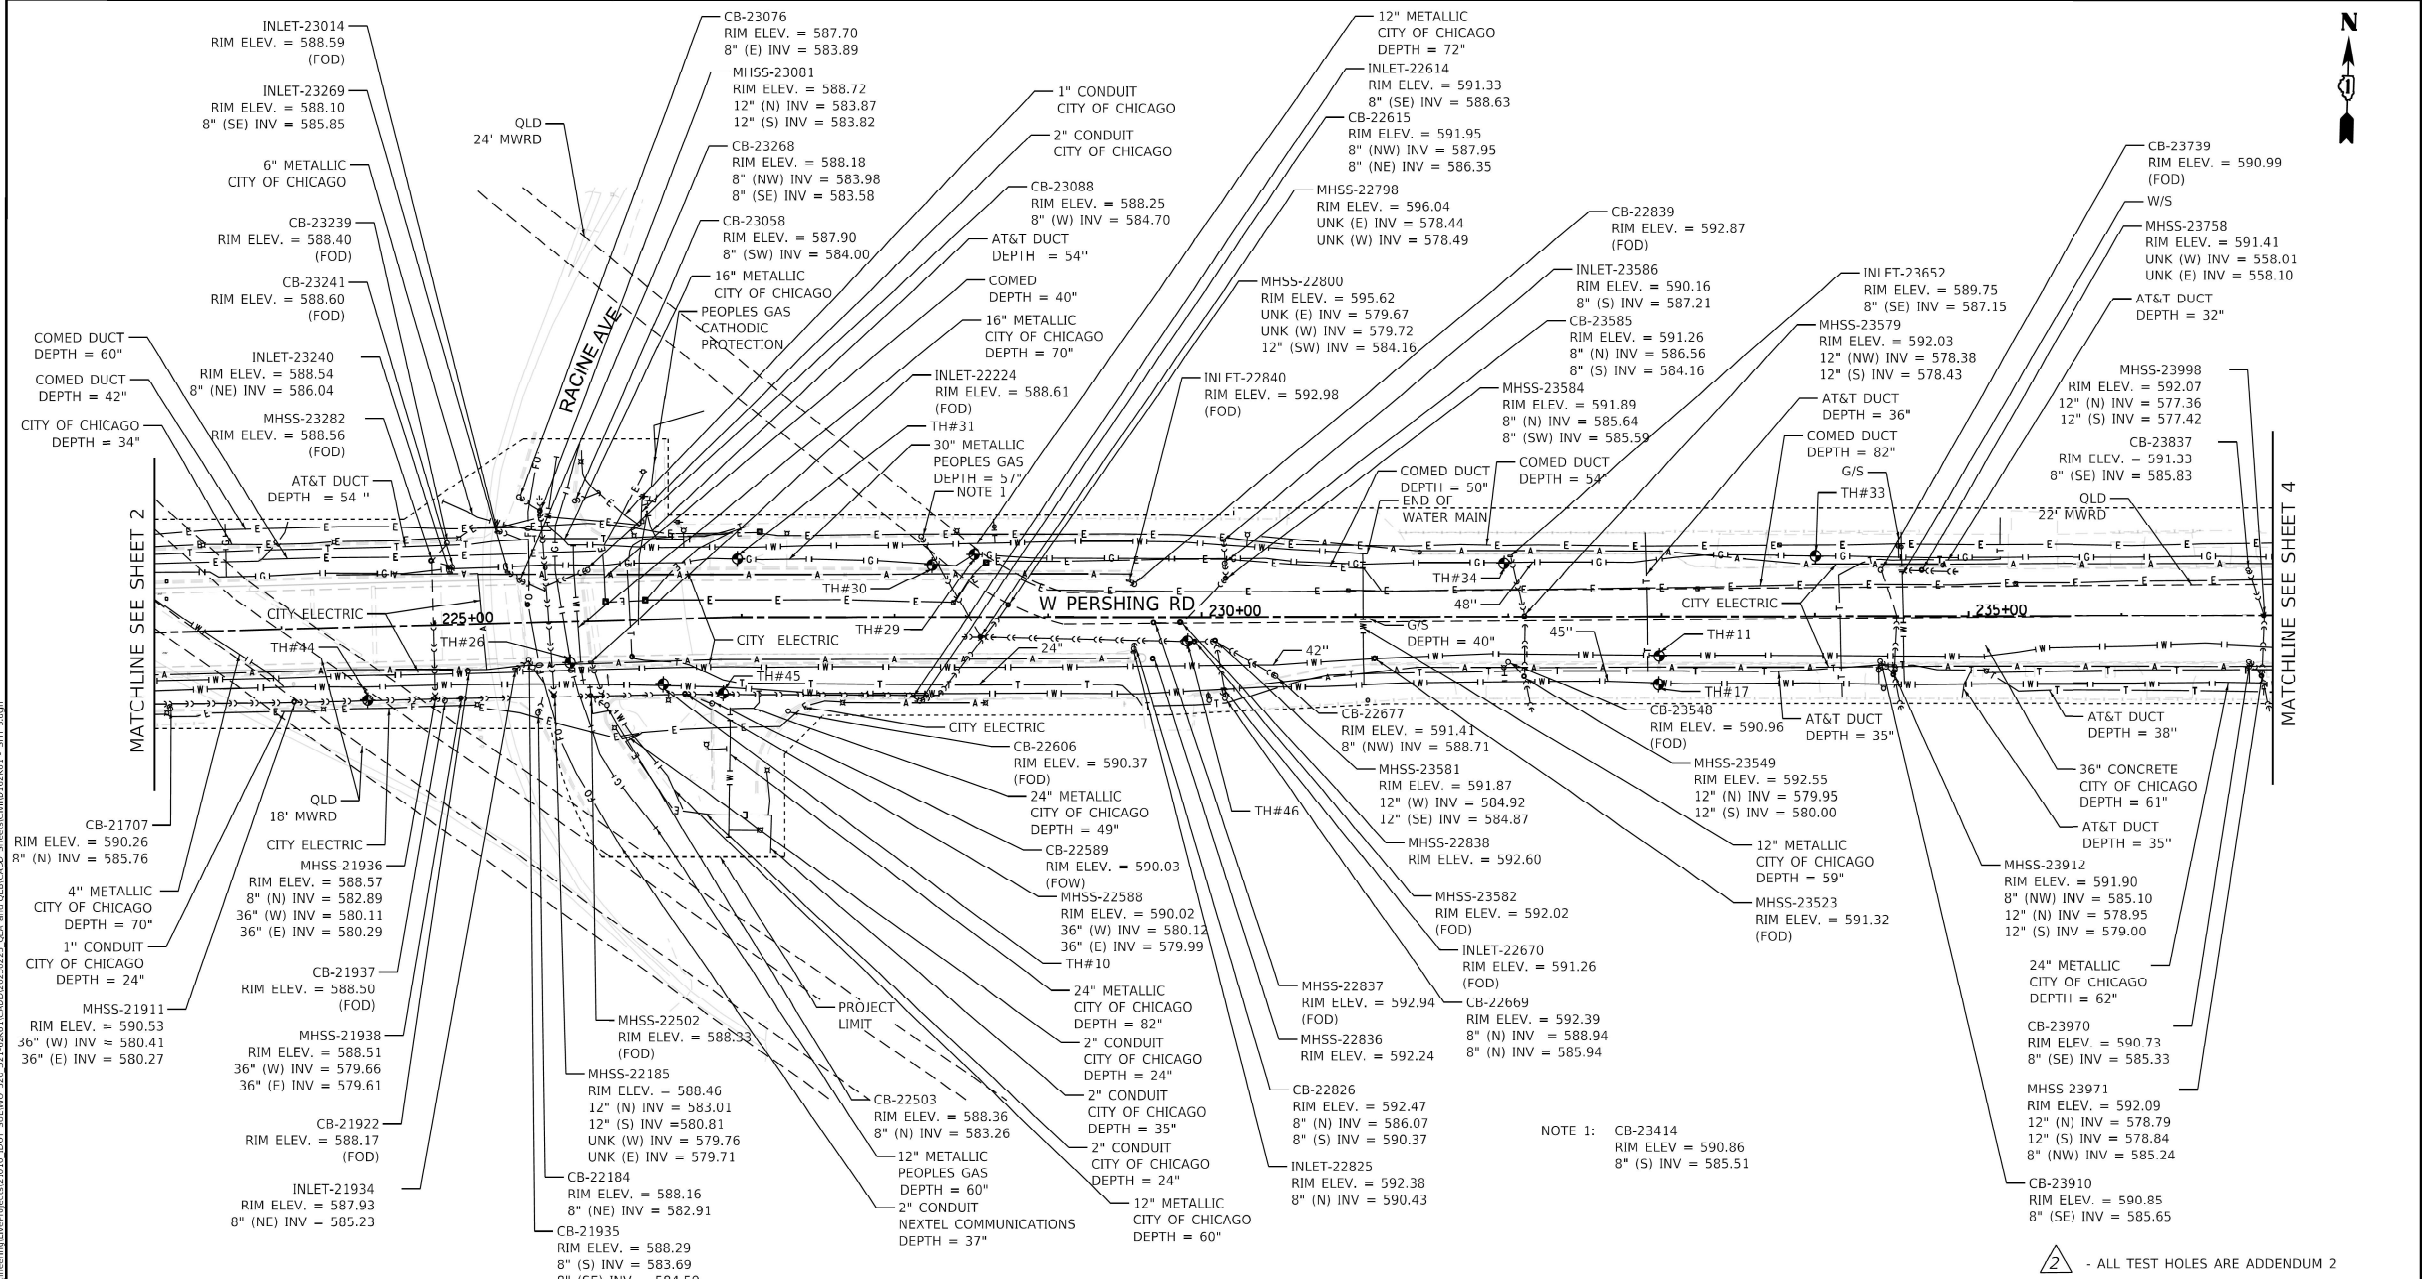 INLET-23014
RIM ELEV. = 588.59
(FOD)
INLET-23269
RIM ELEV. = 588.10
8" (SE) INV = 585.85
6" METALLIC
CITY OF CHICAGO
CB-23239
RIM ELEV. = 588.40
(FOD)
CB-23241
RIM ELEV. = 588.60
(FOD)
COMED DUCT
DEPTH = 60"
COMED DUCT
DEPTH = 42"
CITY OF CHICAGO
DEPTH = 34"
INLET-23240
RIM ELEV. = 588.54
8" (NE) INV = 586.04
MHSS-23282
RIM ELEV. = 588.56
(FOD)
AT&T DUCT
DEPTH = 54 "
QLD
24' MWRD
CB-23076
RIM ELEV. = 587.70
8" (E) INV = 583.89
MHSS-23081
RIM ELEV. = 588.72
12" (N) INV = 583.87
12" (S) INV = 583.82
CB-23268
RIM ELEV. = 588.18
8" (NW) INV = 583.98
8" (SE) INV = 583.58
CB-23058
RIM ELEV. = 587.90
8" (SW) INV = 584.00
16" METALLIC
CITY OF CHICAGO
PEOPLES GAS
CATHODIC
PROTECTION
RACINE AVE
1" CONDUIT
CITY OF CHICAGO
2" CONDUIT
CITY OF CHICAGO
CB-23088
RIM ELEV. = 588.25
8" (W) INV = 584.70
AT&T DUCT
DEPTH = 54"
COMED
DEPTH = 40"
16" METALLIC
CITY OF CHICAGO
DEPTH = 70"
INLET-22224
RIM ELEV. = 588.61
(FOD)
TH#31
30" METALLIC
PEOPLES GAS
DEPTH = 57"
NOTE 1
12" METALLIC
CITY OF CHICAGO
DEPTH = 72"
INLET-22614
RIM ELEV. = 591.33
8" (SE) INV = 588.63
CB-22615
RIM ELEV. = 591.95
8" (NW) INV = 587.95
8" (NE) INV = 586.35
MHSS-22798
RIM ELEV. = 596.04
UNK (E) INV = 578.44
UNK (W) INV = 578.49
MHSS-22800
RIM ELEV. = 595.62
UNK (E) INV = 579.67
UNK (W) INV = 579.72
12" (SW) INV = 584.16
INLET-22840
RIM ELEV. = 592.98
(FOD)
CB-22839
RIM ELEV. = 592.87
(FOD)
INLET-23586
RIM ELEV. = 590.16
8" (S) INV = 587.21
CB-23585
RIM ELEV. = 591.26
8" (N) INV = 586.56
8" (S) INV = 584.16
MHSS-23584
RIM ELEV. = 591.89
8" (N) INV = 585.64
8" (SW) INV = 585.59
COMED DUCT
DEPTH = 50"
COMED DUCT
DEPTH = 54"
END OF
WATER MAIN
INLET-23652
RIM ELEV. = 589.75
8" (SE) INV = 587.15
MHSS-23579
RIM ELEV. = 592.03
12" (NW) INV = 578.38
12" (S) INV = 578.43
AT&T DUCT
DEPTH = 36"
COMED DUCT
DEPTH = 82"
G/S
TH#33
N
CB-23739
RIM ELEV. = 590.99
(FOD)
W/S
MHSS-23758
RIM ELEV. = 591.41
UNK (W) INV = 558.01
UNK (E) INV = 558.10
AT&T DUCT
DEPTH = 32"
MHSS-23998
RIM ELEV. = 592.07
12" (N) INV = 577.36
12" (S) INV = 577.42
CB-23837
RIM ELEV. = 591.33
8" (SE) INV = 585.83
QLD
22' MWRD
MATCHLINE SEE SHEET 2
MATCHLINE SEE SHEET 4
TH#30
TH#34
W PERSHING RD
225+00
230+00
235+00
CITY ELECTRIC
TH#44
TH#26
TH#29
CITY ELECTRIC
24"
TH#45
42"
G/S
DEPTH = 40"
48"
45"
CITY ELECTRIC
TH#11
TH#17
CB-21707
RIM ELEV. = 590.26
8" (N) INV = 585.76
4" METALLIC
CITY OF CHICAGO
DEPTH = 70"
1" CONDUIT
CITY OF CHICAGO
DEPTH = 24"
MHSS-21911
RIM ELEV. = 590.53
36" (W) INV = 580.41
36" (E) INV = 580.27
QLD
18' MWRD
CITY ELECTRIC
MHSS 21936
RIM ELEV. = 588.57
8" (N) INV = 582.89
36" (W) INV = 580.11
36" (E) INV = 580.29
CB-21937
RIM ELEV. = 588.50
(FOD)
MHSS-21938
RIM ELEV. = 588.51
36" (W) INV = 579.66
36" (E) INV = 579.61
CB-21922
RIM ELEV. = 588.17
(FOD)
INLET-21934
RIM ELEV. = 587.93
8" (NE) INV = 585.23
MHSS-22502
RIM ELEV. = 588.33
(FOD)
MHSS-22185
RIM ELEV. = 588.46
12" (N) INV = 583.01
12" (S) INV =580.81
UNK (W) INV = 579.76
UNK (E) INV = 579.71
CB-22184
RIM ELEV. = 588.16
8" (NE) INV = 582.91
CB-21935
RIM ELEV. = 588.29
8" (S) INV = 583.69
PROJECT
LIMIT
CB-22503
RIM ELEV. = 588.36
8" (N) INV = 583.26
12" METALLIC
PEOPLES GAS
DEPTH = 60"
2" CONDUIT
NEXTEL COMMUNICATIONS
DEPTH = 37"
CITY ELECTRIC
CB-22606
RIM ELEV. = 590.37
(FOD)
24" METALLIC
CITY OF CHICAGO
DEPTH = 49"
CB-22589
RIM ELEV. = 590.03
(FOW)
MHSS-22588
RIM ELEV. = 590.02
36" (W) INV = 580.12
36" (E) INV = 579.99
TH#10
24" METALLIC
CITY OF CHICAGO
DEPTH = 82"
2" CONDUIT
CITY OF CHICAGO
DEPTH = 24"
2" CONDUIT
CITY OF CHICAGO
DEPTH = 35"
2" CONDUIT
CITY OF CHICAGO
DEPTH = 24"
12" METALLIC
CITY OF CHICAGO
DEPTH = 60"
TH#46
CB-22677
RIM ELEV. = 591.41
8" (NW) INV = 588.71
MHSS-23581
RIM ELEV. = 591.87
12" (W) INV = 504.92
12" (SE) INV = 584.87
MHSS-22838
RIM ELEV. = 592.60
MHSS-23582
RIM ELEV. = 592.02
(FOD)
INLET-22670
RIM ELEV. = 591.26
(FOD)
CB-22669
RIM ELEV. = 592.39
8" (N) INV = 588.94
8" (N) INV = 585.94
MHSS-22837
RIM ELEV. = 592.94
(FOD)
MHSS-22836
RIM ELEV. = 592.24
CB-22826
RIM ELEV. = 592.47
8" (N) INV = 586.07
8" (S) INV = 590.37
INLET-22825
RIM ELEV. = 592.38
8" (N) INV = 590.43
CB-23548
RIM ELEV. = 590.96
(FOD)
MHSS-23549
RIM ELEV. = 592.55
12" (N) INV = 579.95
12" (S) INV = 580.00
12" METALLIC
CITY OF CHICAGO
DEPTH = 59"
MHSS-23523
RIM ELEV. = 591.32
(FOD)
AT&T DUCT
DEPTH = 35"
AT&T DUCT
DEPTH = 38"
36" CONCRETE
CITY OF CHICAGO
DEPTH = 61"
AT&T DUCT
DEPTH = 35"
MHSS-23912
RIM ELEV. = 591.90
8" (NW) INV = 585.10
12" (N) INV = 578.95
12" (S) INV = 579.00
24" METALLIC
CITY OF CHICAGO
DEPTH = 62"
CB-23970
RIM ELEV. = 590.73
8" (SE) INV = 585.33
MHSS 23971
RIM ELEV. = 592.09
12" (N) INV = 578.79
12" (S) INV = 578.84
8" (NW) INV = 585.24
CB-23910
RIM ELEV. = 590.85
8" (SE) INV = 585.65
NOTE 1: CB-23414
RIM ELEV = 590.86
8" (S) INV = 585.51
2 - ALL TEST HOLES ARE ADDENDUM 2